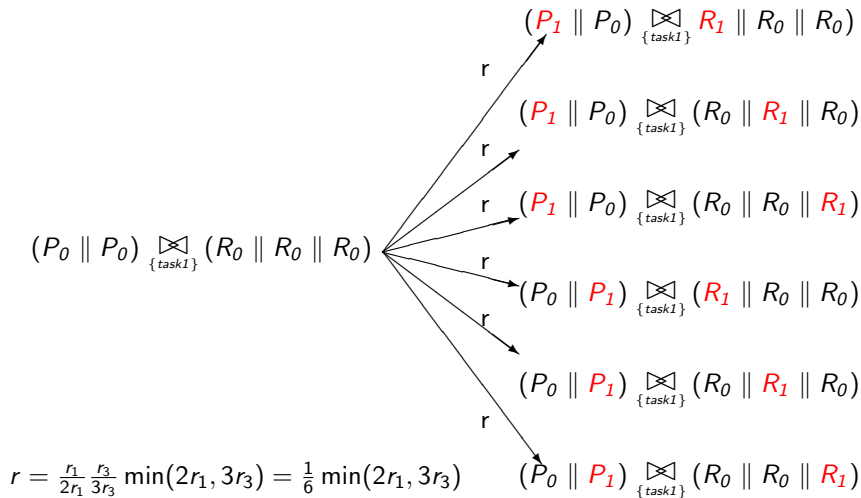 (P₁ ∥ P₀) ⋈{task1} R₁ ∥ R₀ ∥ R₀)
r
(P₁ ∥ P₀) ⋈{task1} (R₀ ∥ R₁ ∥ R₀)
r
(P₁ ∥ P₀) ⋈{task1} (R₀ ∥ R₀ ∥ R₁)
r
(P₀ ∥ P₀) ⋈{task1} (R₀ ∥ R₀ ∥ R₀)
r
(P₀ ∥ P₁) ⋈{task1} (R₁ ∥ R₀ ∥ R₀)
r
(P₀ ∥ P₁) ⋈{task1} (R₀ ∥ R₁ ∥ R₀)
r
(P₀ ∥ P₁) ⋈{task1} (R₀ ∥ R₀ ∥ R₁)
r = r₁/2r₁ r₃/3r₃ min(2r₁, 3r₃) = 1/6 min(2r₁, 3r₃)